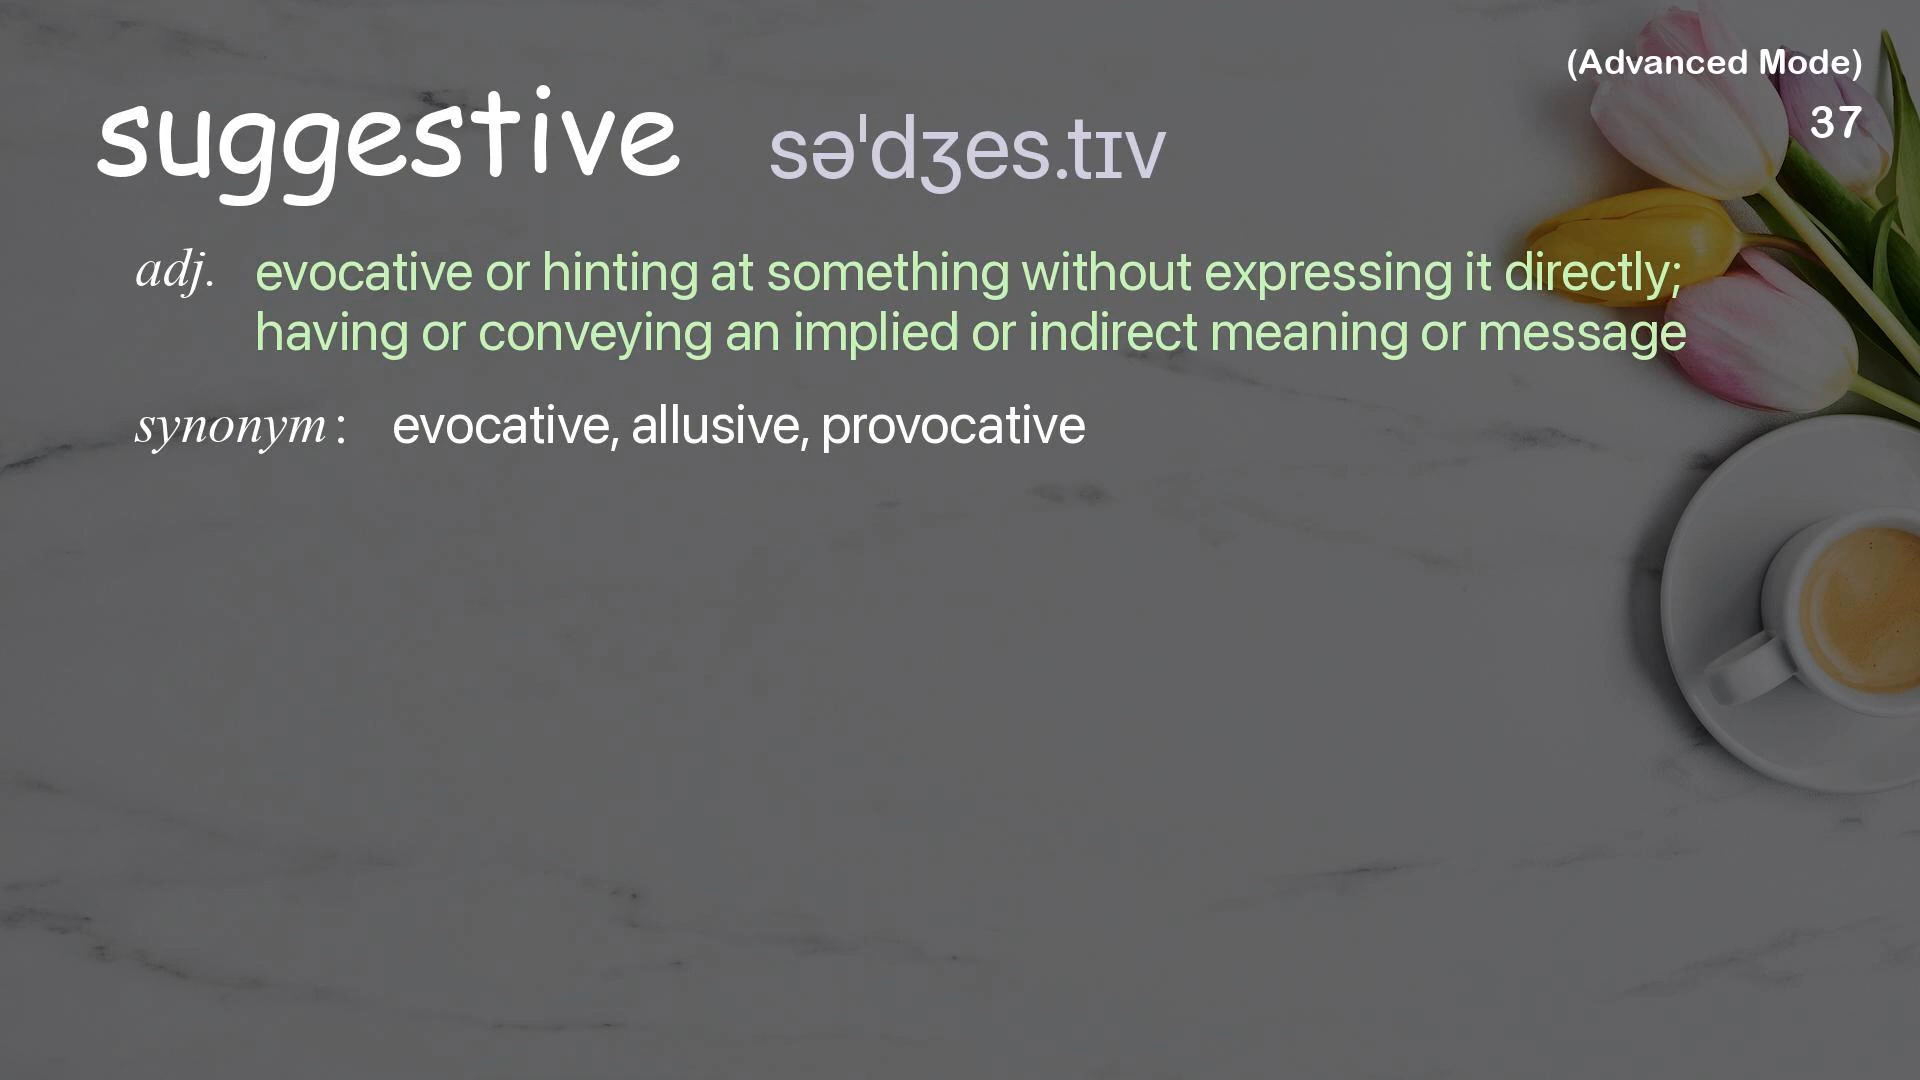 (Advanced Mode)
37
suggestive səˈdʒes.tɪv
adj. evocative or hinting at something without expressing it directly;
having or conveying an implied or indirect meaning or message
synonym : evocative, allusive, provocative